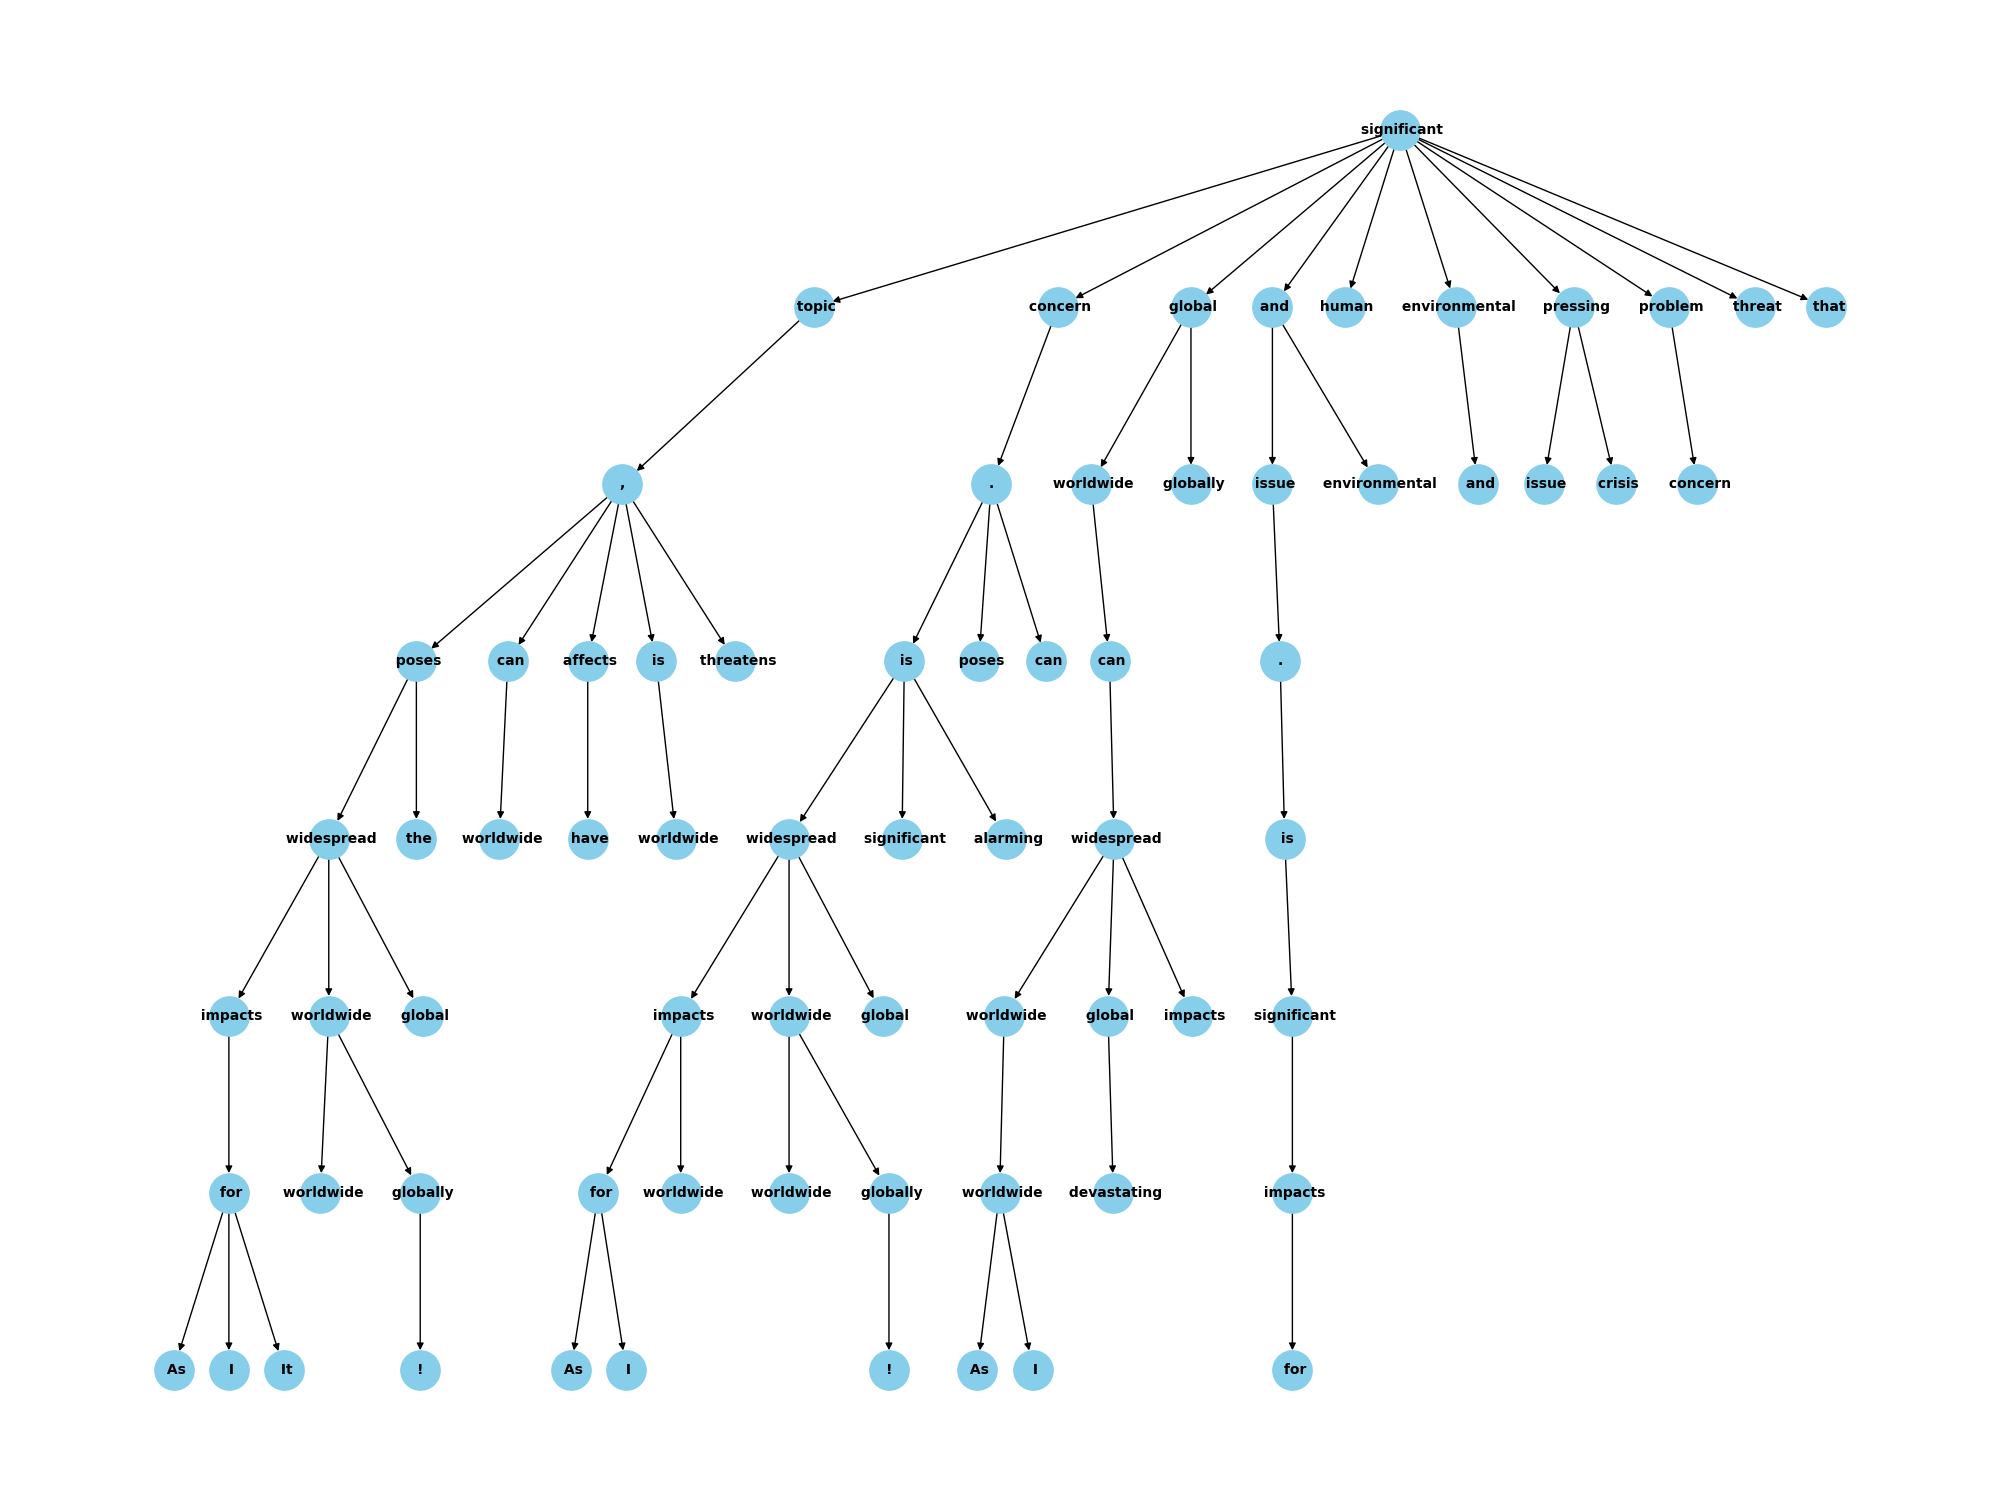 significant
topic concern global and human environmental pressing problem threat that
, . worldwide globally issue environmental and issue crisis concern
poses can affects is threatens is poses can can .
widespread the worldwide have worldwide widespread significant alarming widespread is
impacts worldwide global impacts worldwide global worldwide global impacts significant
for worldwide globally for worldwide worldwide globally worldwide devastating impacts
As I It ! As I ! As I for